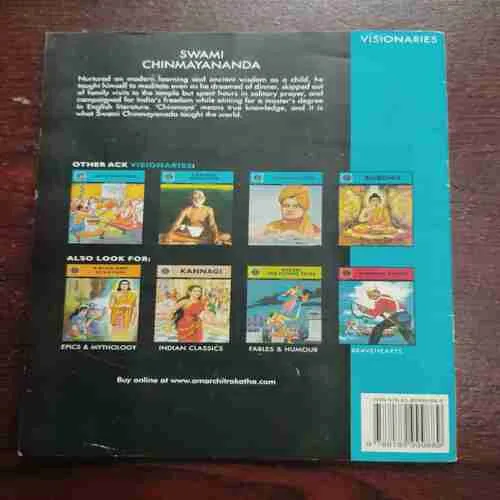 VISIONARIES
SWAMI
CHINMAYANANDA
Nurtured on modern learning and ancient wisdom as a child, he
taught himself to meditate even as he dreamed of dinner, skipped out
of family visits to the temple but spent hours in solitary prayer, and
campaigned for India's freedom while sitting for a master's degree
in English literature. 'Chinmaya' means true knowledge, and it
is what Swami Chinmayananda taught the world.
OTHER ACK VISIONARIES:
BUDDHA
ALSO LOOK FOR:
KANNAGI
EPICS & MYTHOLOGY
INDIAN CLASSICS
FABLES & HUMOUR
BRAVEHEARTS
Buy online at www.amarchitrakatha.com